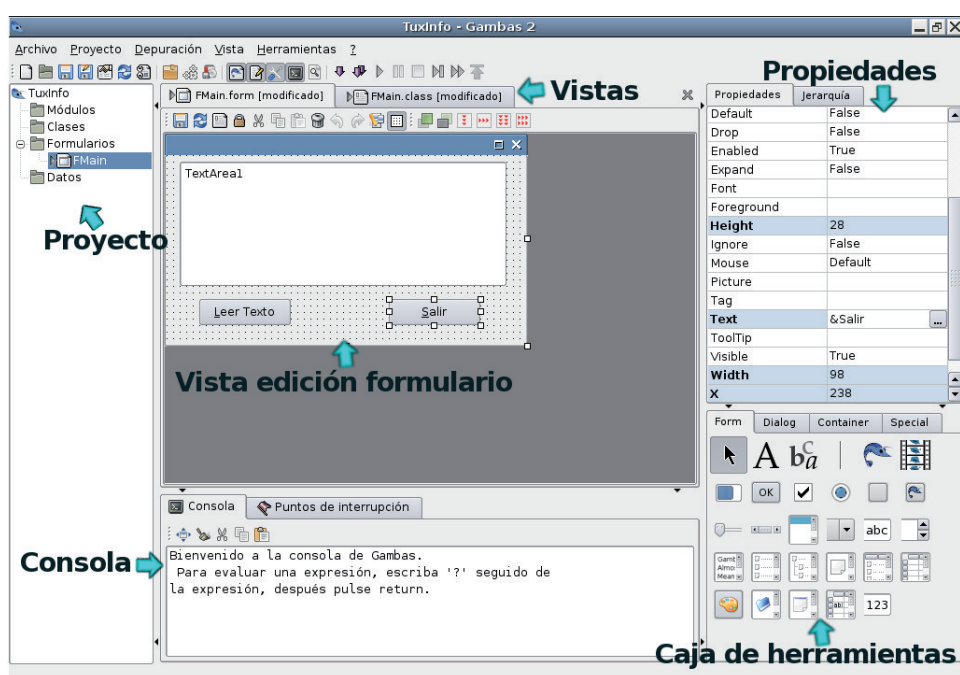 TuxInfo - Gambas 2
Archivo Proyecto Depuración Vista Herramientas ?
TuxInfo
Módulos
Clases
Formularios
FMain
Datos
Proyecto
FMain.form [modificado]
FMain.class [modificado]
Vistas
TextArea1
Leer Texto
Salir
Vista edición formulario
Propiedades
Propiedades Jerarquía
Default False
Drop False
Enabled True
Expand False
Font
Foreground
Height 28
Ignore False
Mouse Default
Picture
Tag
Text &Salir ...
ToolTip
Visible True
Width 98
X 238
Form Dialog Container Special
A b c a
OK
abc
Gamb
Almo
Mean
ab
123
Caja de herramientas
Consola Puntos de interrupción
Consola
Bienvenido a la consola de Gambas.
Para evaluar una expresión, escriba '?' seguido de
la expresión, después pulse return.